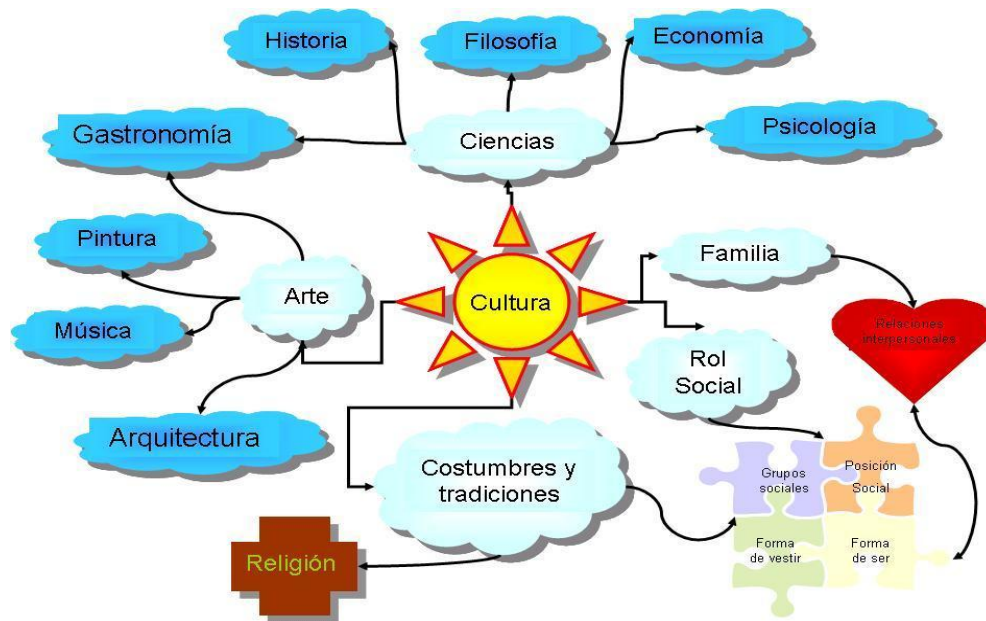 Historia
Filosofía
Economía
Gastronomía
Ciencias
Psicología
Pintura
Familia
Arte
Cultura
Música
Relaciones
interpersonales
Rol
Social
Arquitectura
Costumbres y
tradiciones
Grupos
sociales
Posición
Social
Religión
Forma
de vestir
Forma
de ser